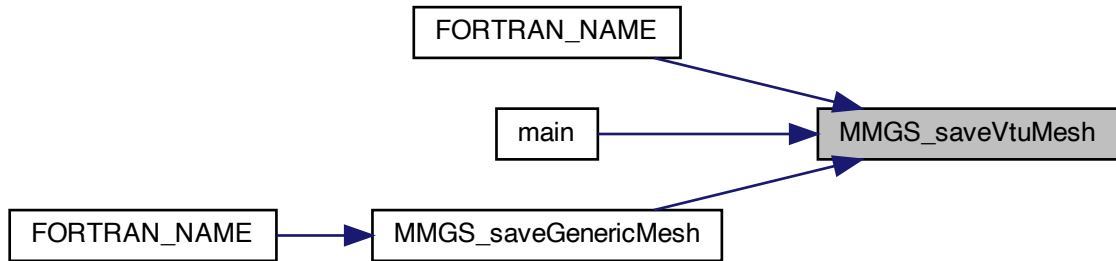 FORTRAN_NAME
main
MMGS_saveVtuMesh
FORTRAN_NAME
MMGS_saveGenericMesh